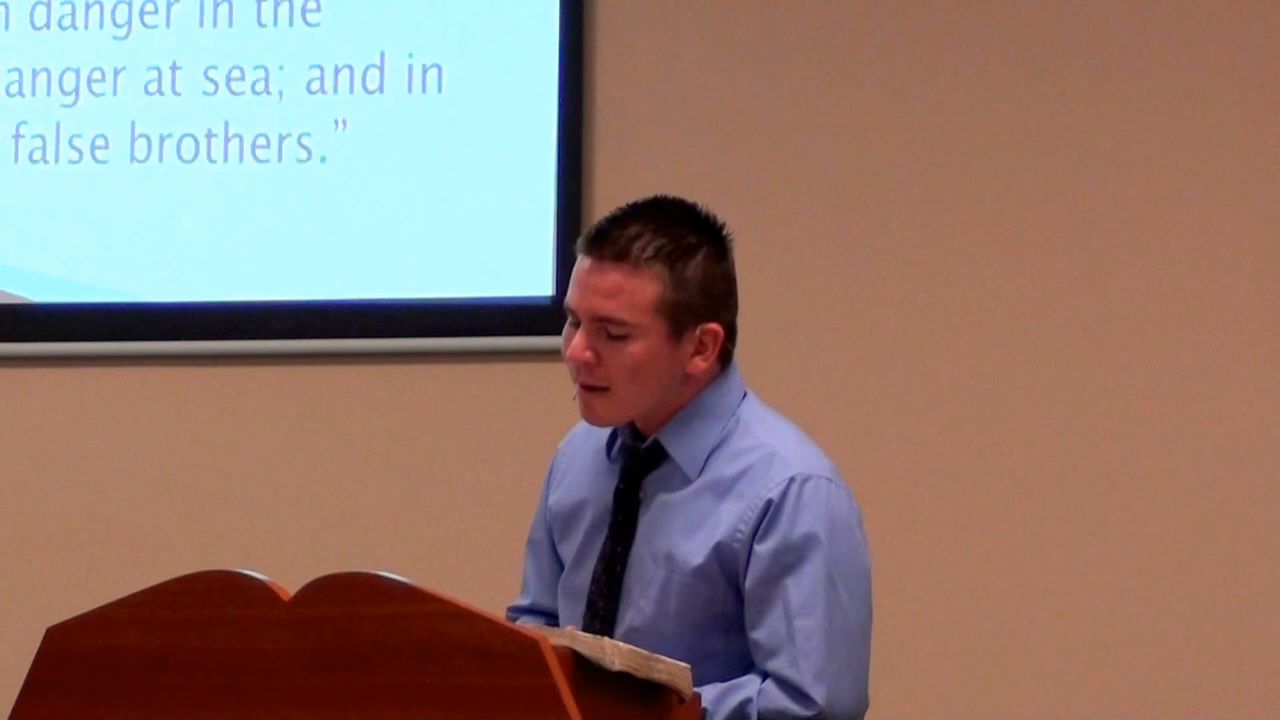 danger in the
anger at sea; and in
false brothers.”